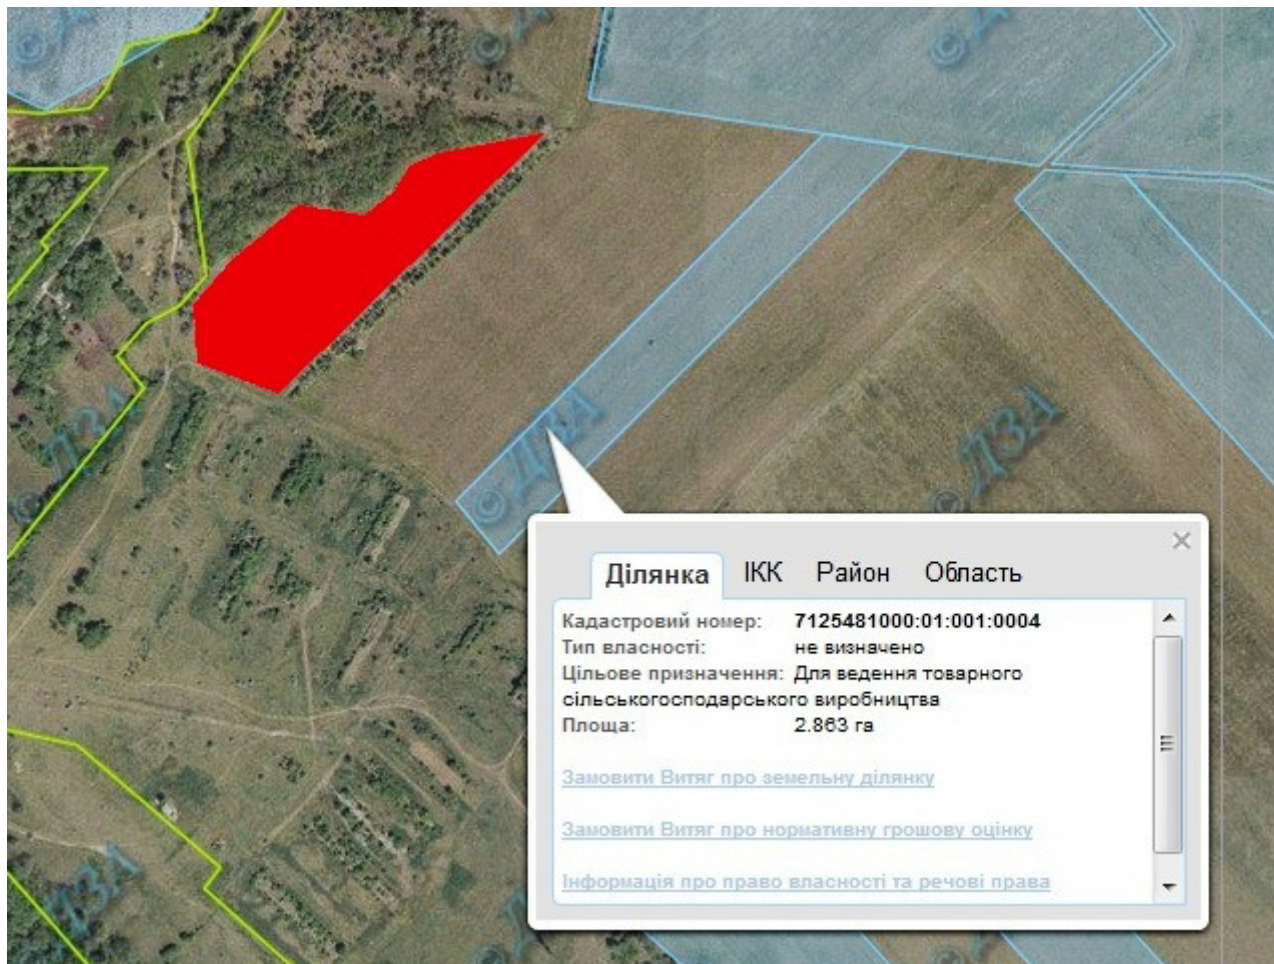 © ДЗА
Ділянка ІКК Район Область
Кадастровий номер: 7125481000:01:001:0004
Тип власності: не визначено
Цільове призначення: Для ведення товарного
сільськогосподарського виробництва
Площа: 2.863 га
Замовити Витяг про земельну ділянку
Замовити Витяг про нормативну грошову оцінку
Інформація про право власності та речові права